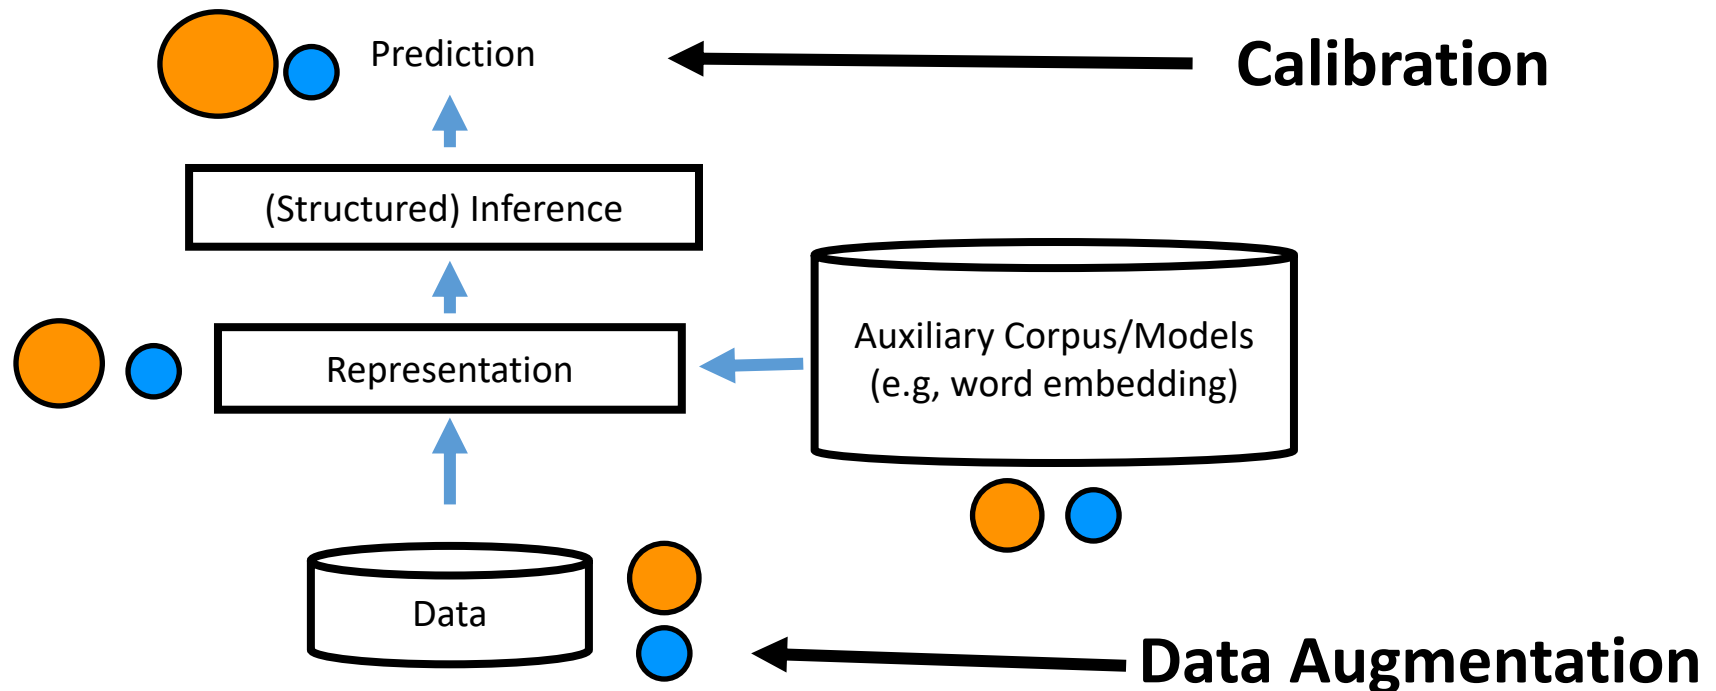 Prediction
Calibration
(Structured) Inference
Auxiliary Corpus/Models
(e.g, word embedding)
Representation
Data
Data Augmentation